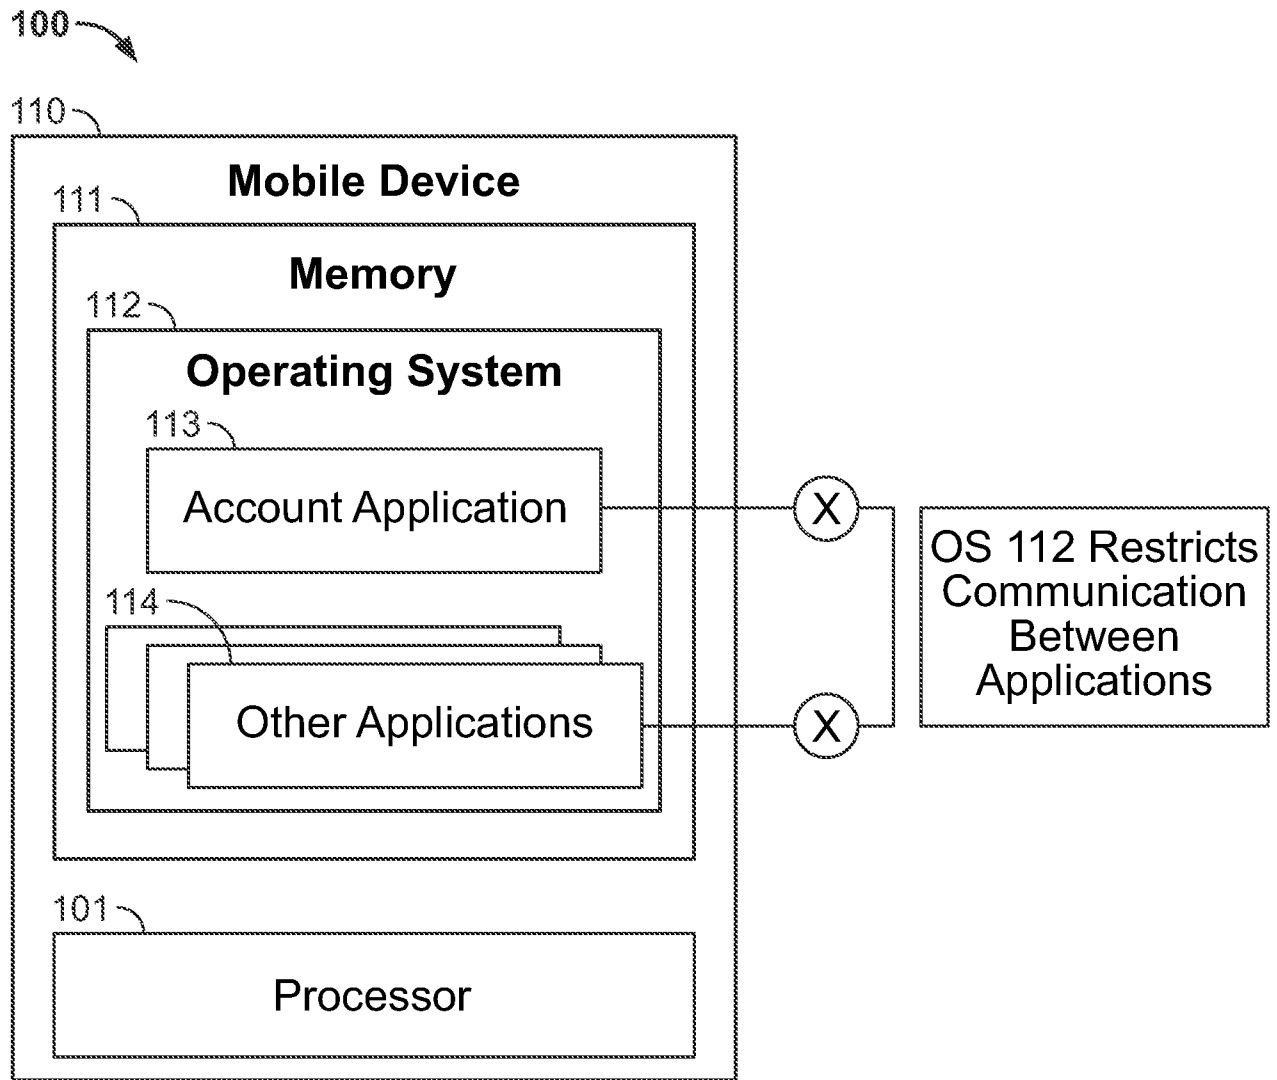 100
110
Mobile Device
111
Memory
112
Operating System
113
Account Application
X
OS 112 Restricts
Communication
Between
Applications
114
Other Applications
X
101
Processor